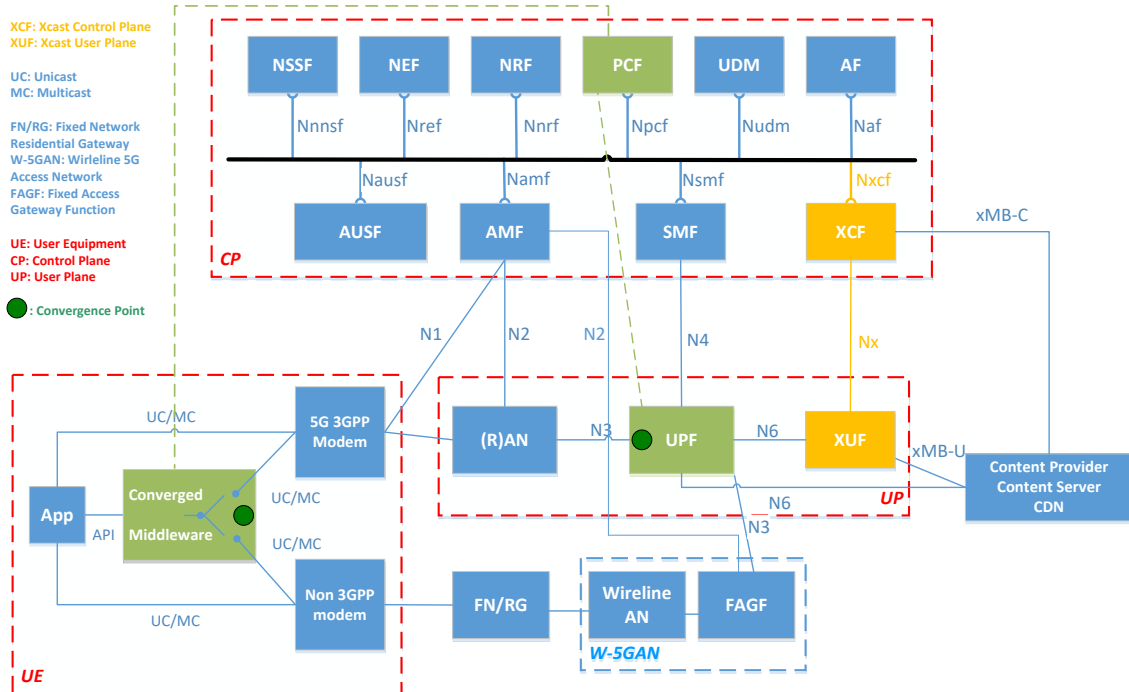 XCF: Xcast Control Plane
XUF: Xcast User Plane
UC: Unicast
MC: Multicast
FN/RG: Fixed Network
Residential Gateway
W-5GAN: Wirleline 5G
Access Network
FAGF: Fixed Access
Gateway Function
UE: User Equipment
CP: Control Plane
UP: User Plane
: Convergence Point
NSSF
NEF
NRF
PCF
UDM
AF
Nnnsf
Nref
Nnrf
Npcf
Nudm
Naf
Nausf
Namf
Nsmf
Nxcf
AUSF
AMF
SMF
XCF
xMB-C
CP
N1
N2
N2
N4
Nx
UC/MC
5G 3GPP
Modem
(R)AN
N3
UPF
N6
XUF
xMB-U
Content Provider
Content Server
CDN
UP
N6
N3
App
API
Converged
Middleware
UC/MC
UC/MC
UC/MC
Non 3GPP
modem
FN/RG
Wireline
AN
FAGF
W-5GAN
UE